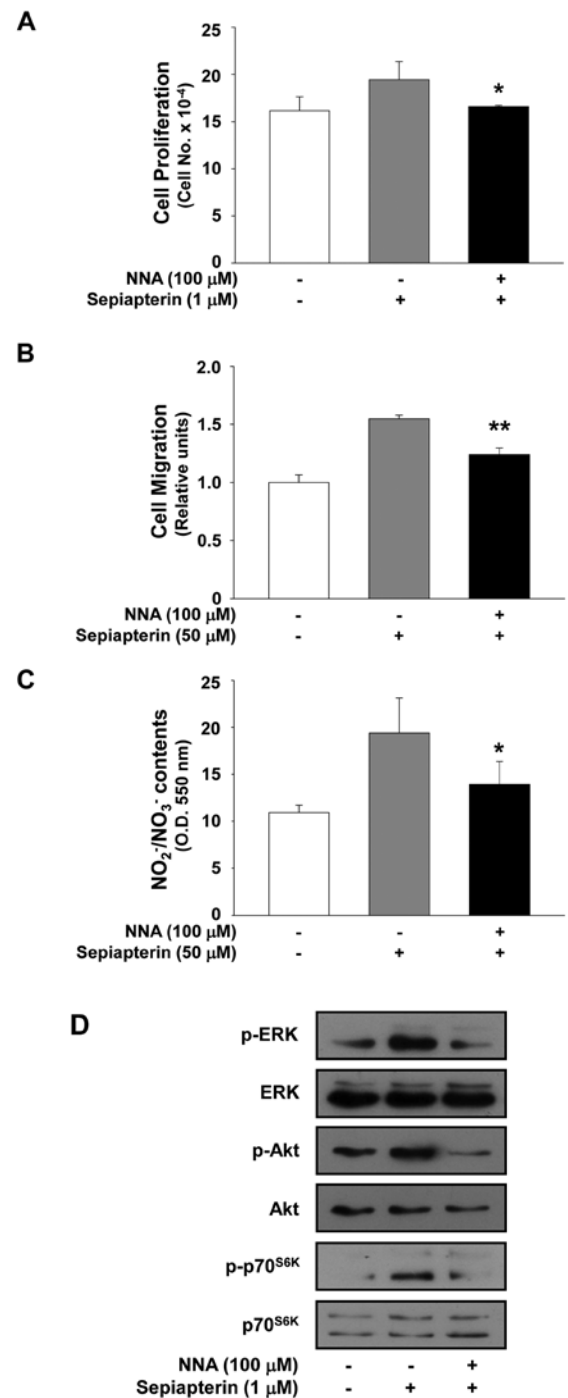 A
Cell Proliferation
(Cell No. x 10⁻⁴)
25
20
15
10
5
0
*
NNA (100 μM) - - +
Sepiapterin (1 μM) - + +
B
Cell Migration
(Relative units)
2.0
1.5
1.0
0.5
0
**
NNA (100 μM) - - +
Sepiapterin (50 μM) - + +
C
NO₂⁻/NO₃⁻ contents
(O.D. 550 nm)
25
20
15
10
5
0
*
NNA (100 μM) - - +
Sepiapterin (50 μM) - + +
D
p-ERK
ERK
p-Akt
Akt
p-p70ˢ⁶ᴷ
p70ˢ⁶ᴷ
NNA (100 μM) - - +
Sepiapterin (1 μM) - + +